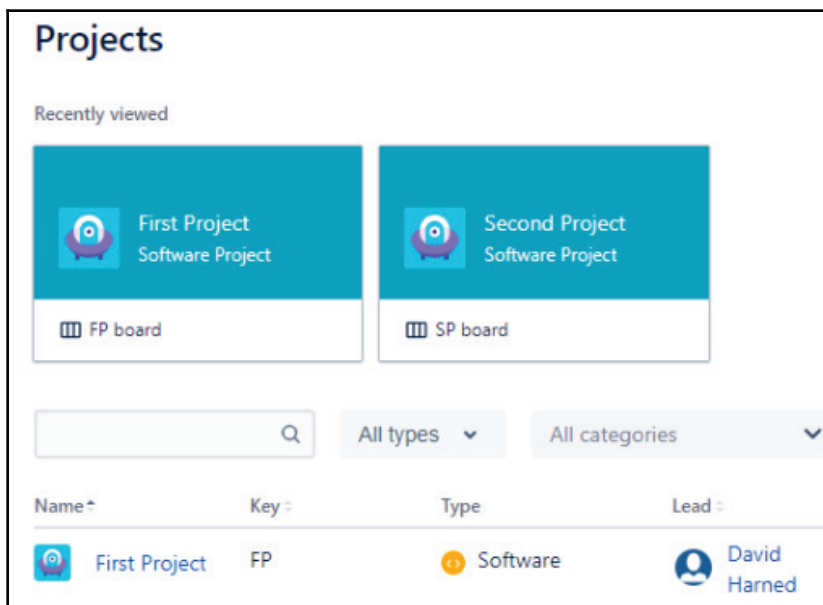 Projects
Recently viewed
First Project
Software Project
FP board
Second Project
Software Project
SP board
All types
All categories
Name Key Type Lead
First Project FP Software David
Harned